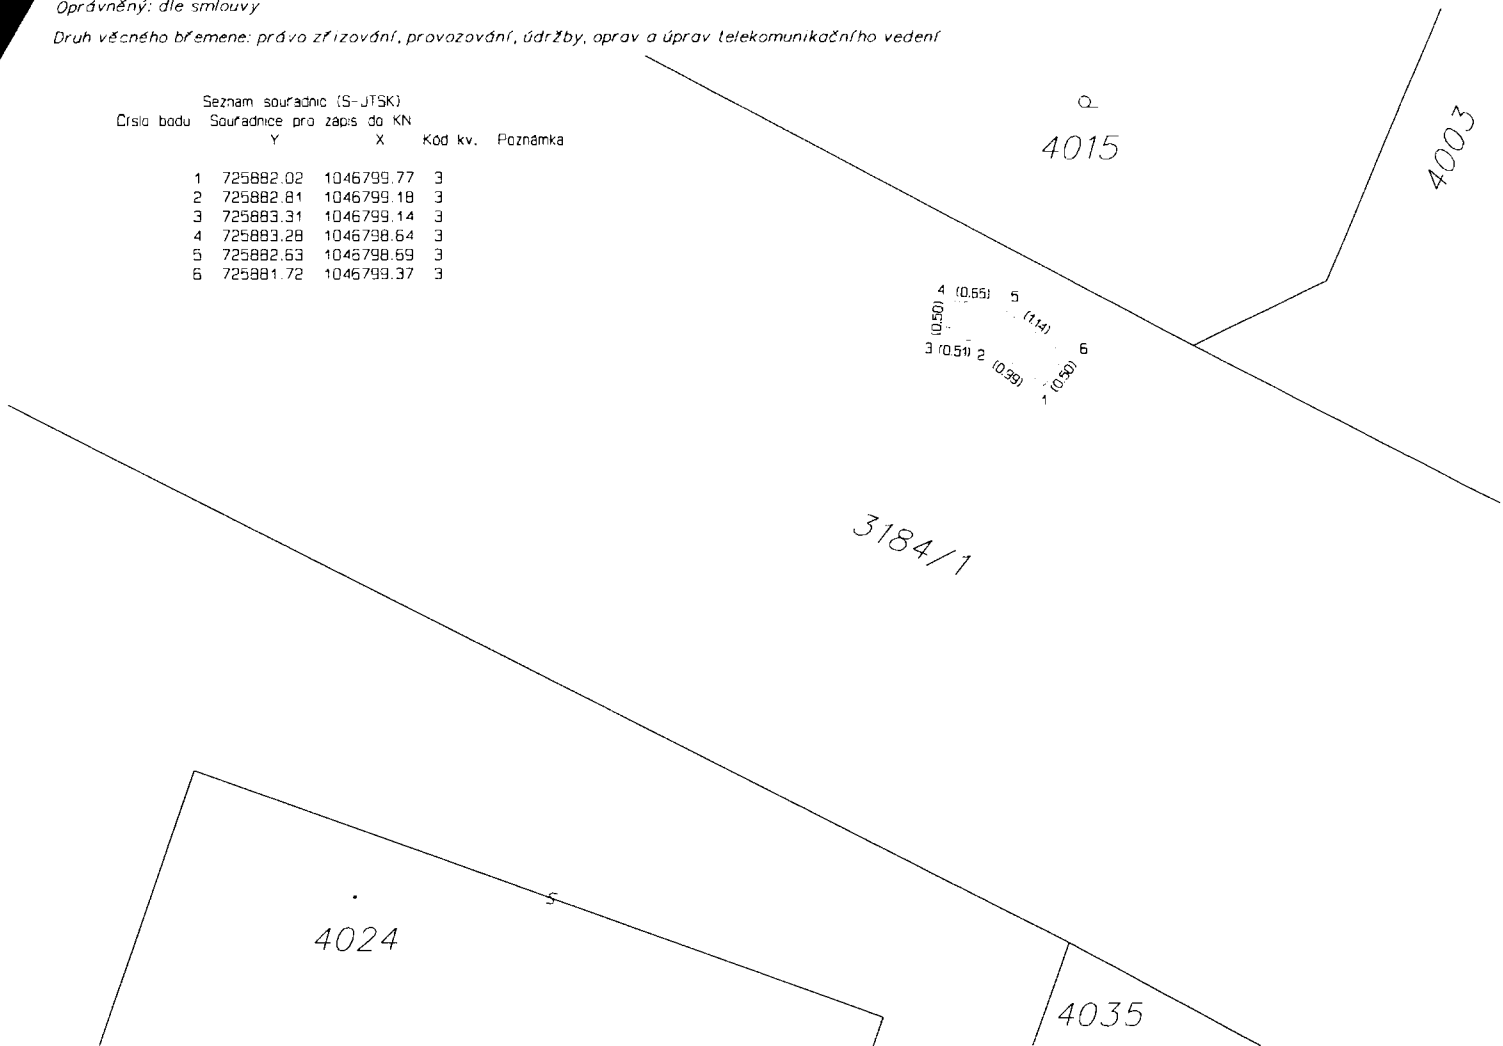 Oprávněný: dle smlouvy
Druh věcného břemene: právo zřizování, provozování, údržby, oprav a úprav telekomunikačního vedení
Seznam souřadnic (S-JTSK)
Číslo bodu Souřadnice pro zápis do KN
Y X Kód kv. Poznámka
1 725882.02 1046799.77 3
2 725882.81 1046799.18 3
3 725883.31 1046799.14 3
4 725883.28 1046798.64 3
5 725882.63 1046798.69 3
6 725881.72 1046799.37 3
4015
4003
4 (0.65) 5
(0.50)
(1.14)
3 (0.51) 2
6
(0.99)
(0.50)
1
3184/1
4024
4035